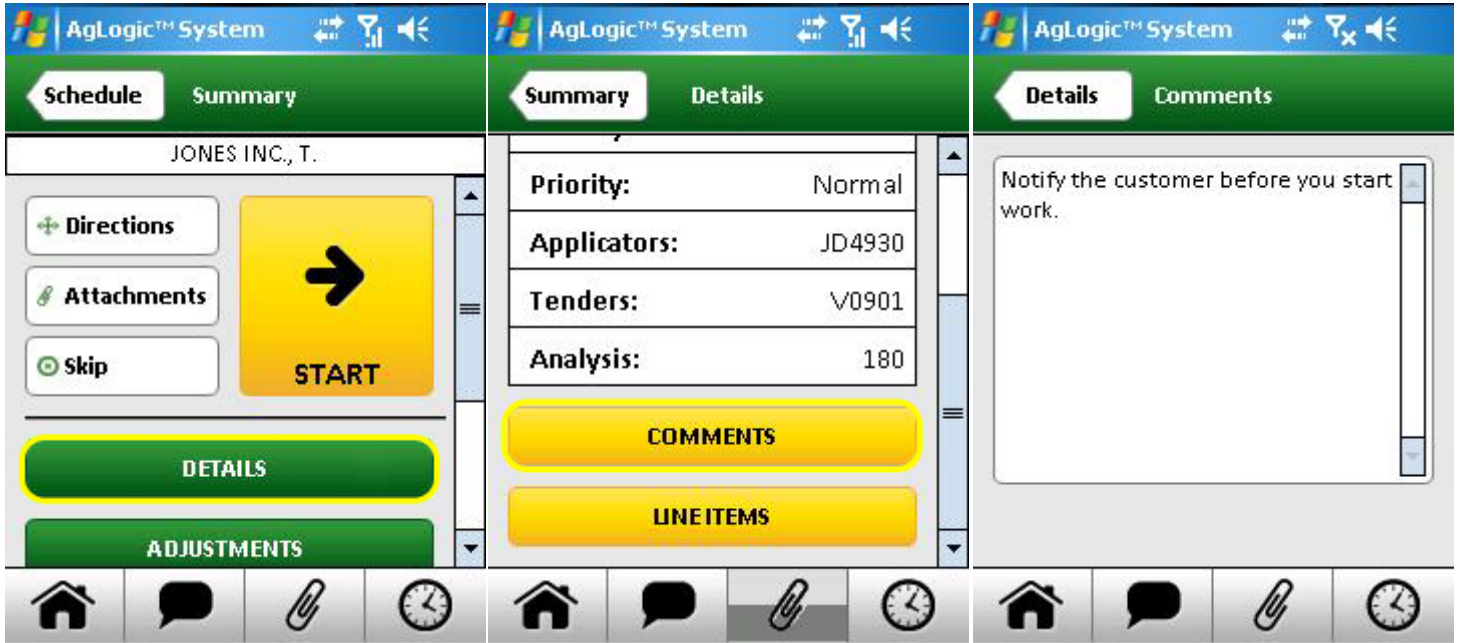 AgLogic™ System
Schedule Summary
JONES INC., T.
Directions
Attachments
Skip
START
DETAILS
ADJUSTMENTS
AgLogic™ System
Summary Details
Priority: Normal
Applicators: JD4930
Tenders: V0901
Analysis: 180
COMMENTS
LINE ITEMS
AgLogic™ System
Details Comments
Notify the customer before you start
work.